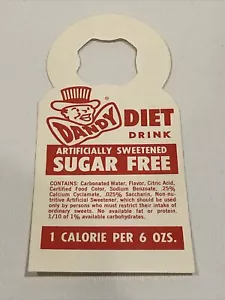 DANDY
®
DIET
DRINK
ARTIFICIALLY SWEETENED
SUGAR FREE
CONTAINS: Carbonated Water, Flavor, Citric Acid,
Certified Food Color, Sodium Benzoate, .25%
Calcium Cyclamate, .025% Saccharin, Non-nu-
tritive Artificial Sweetener, which should be used
only by persons who must restrict their intake of
ordinary sweets. No available fat or protein.
1/10 of 1% available carbohydrates.
1 CALORIE PER 6 OZS.